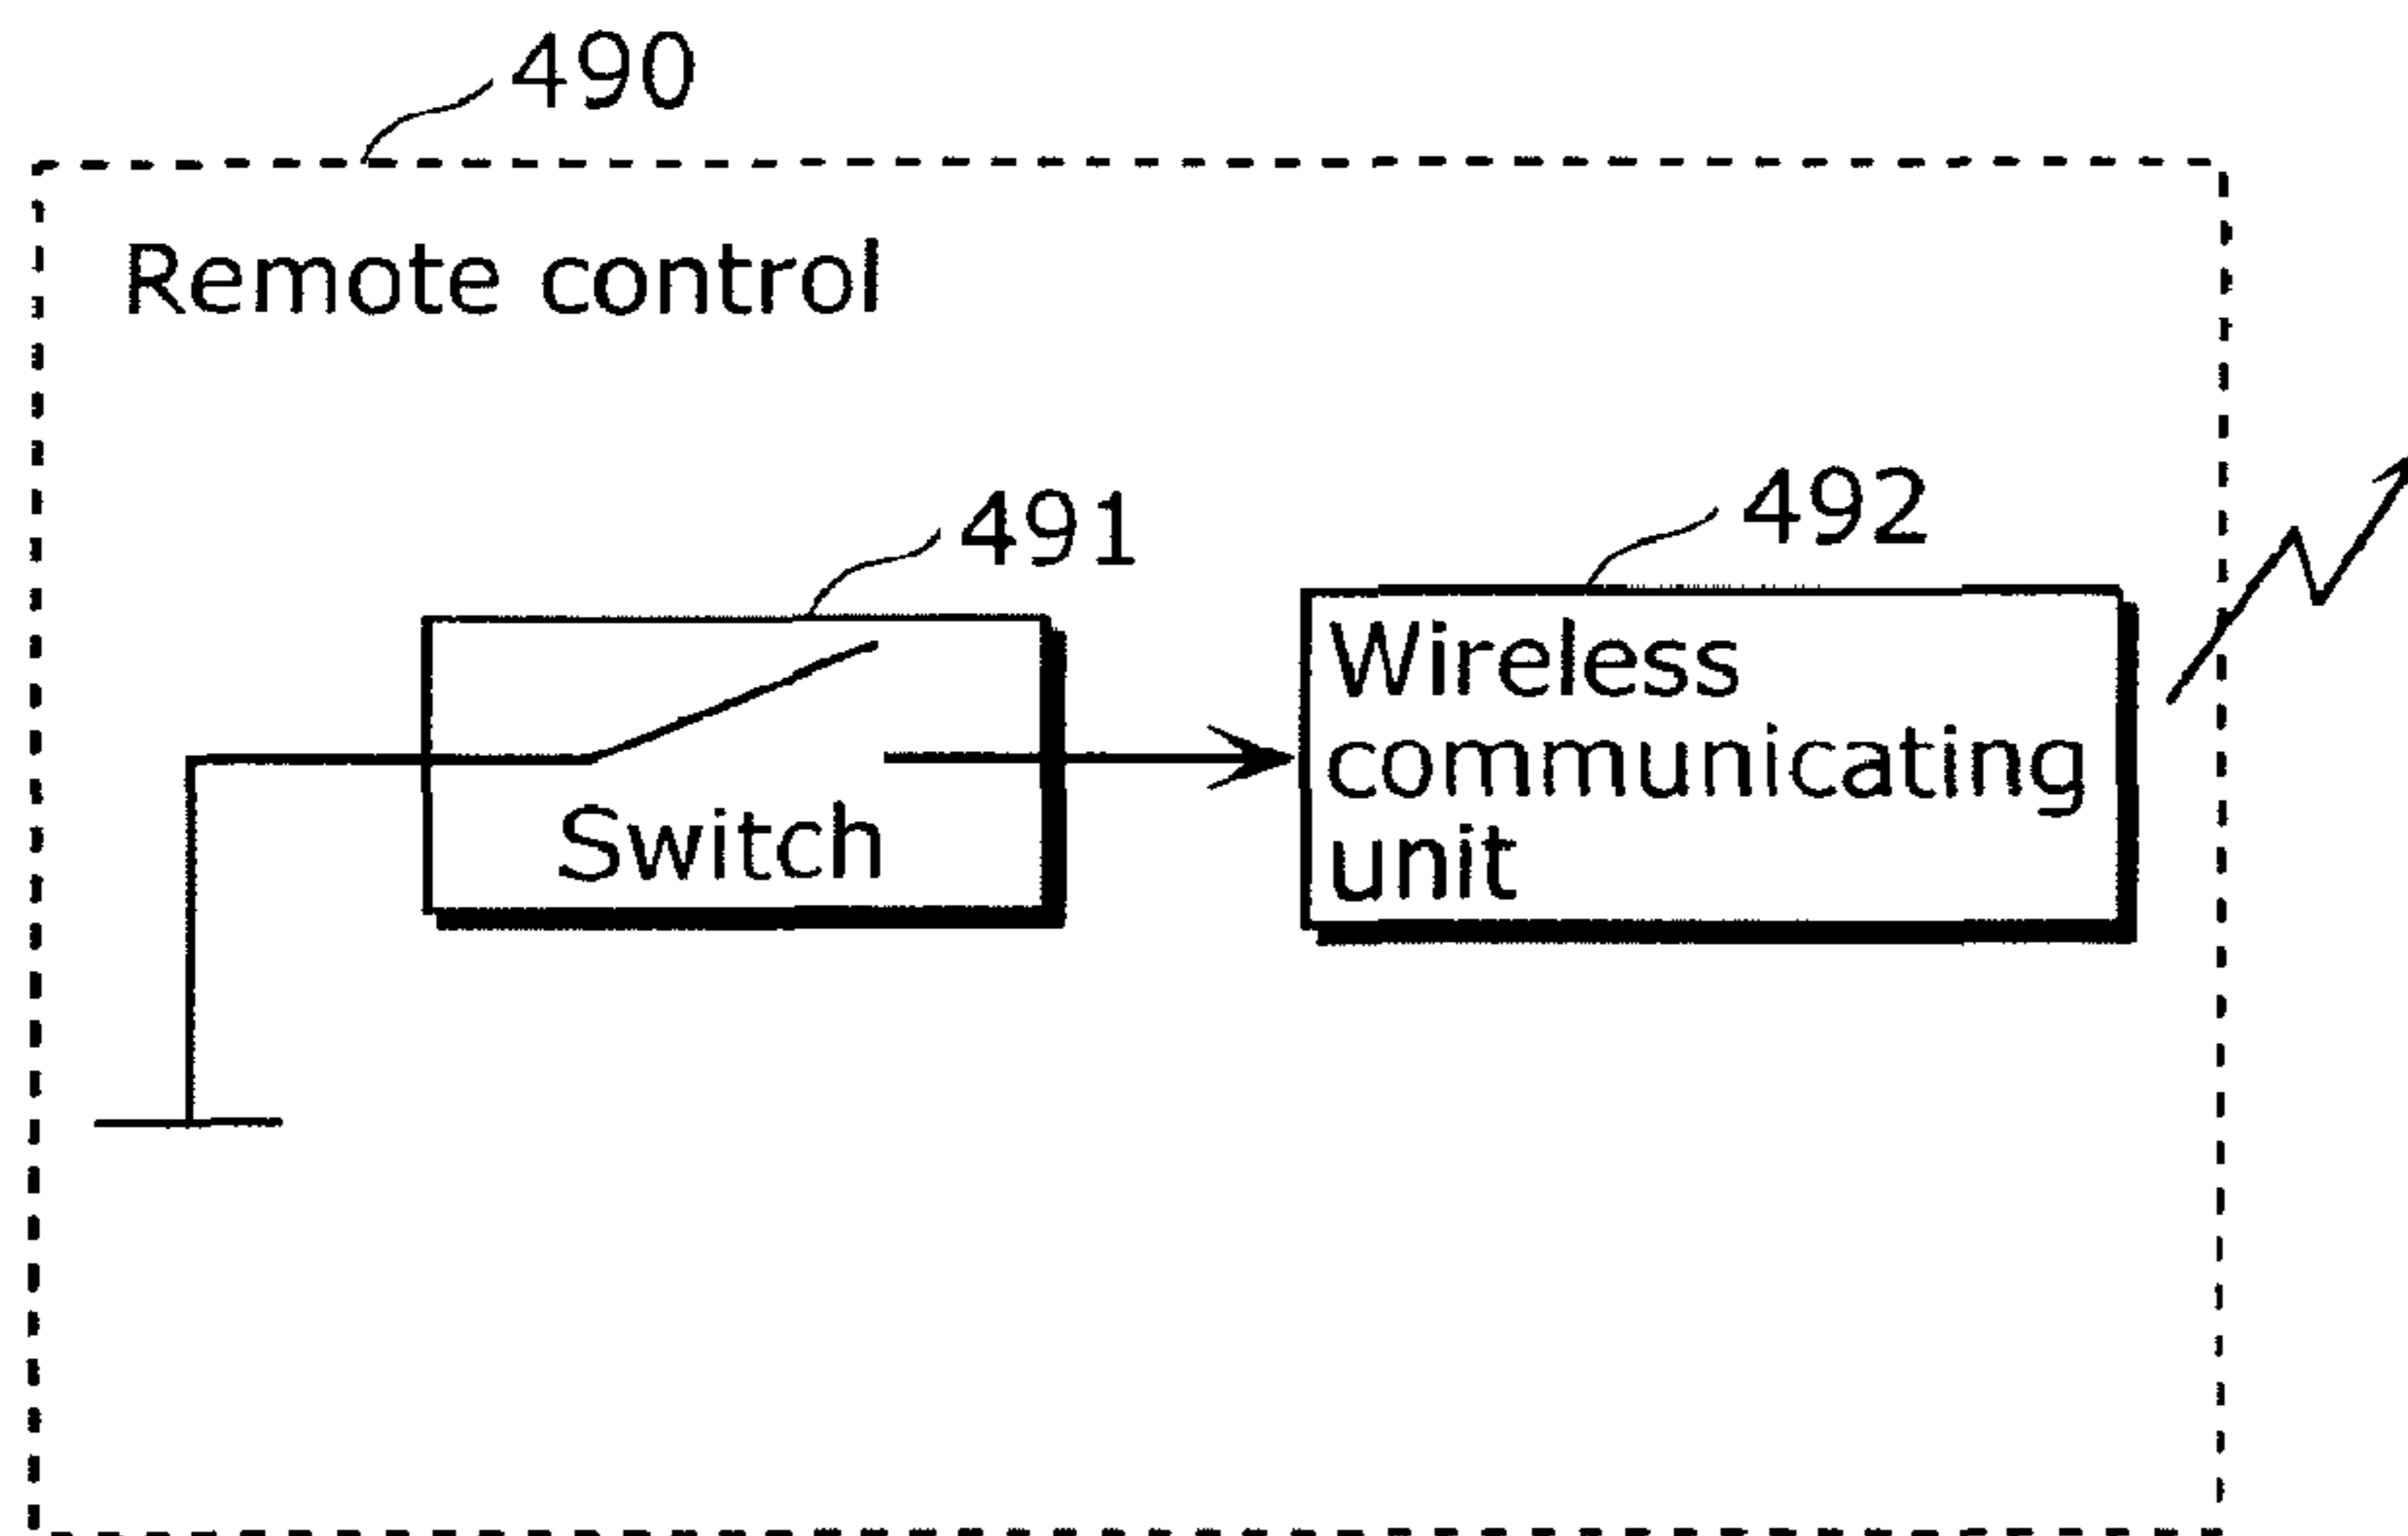 490
Remote control
491
492
Switch
Wireless
communicating
unit